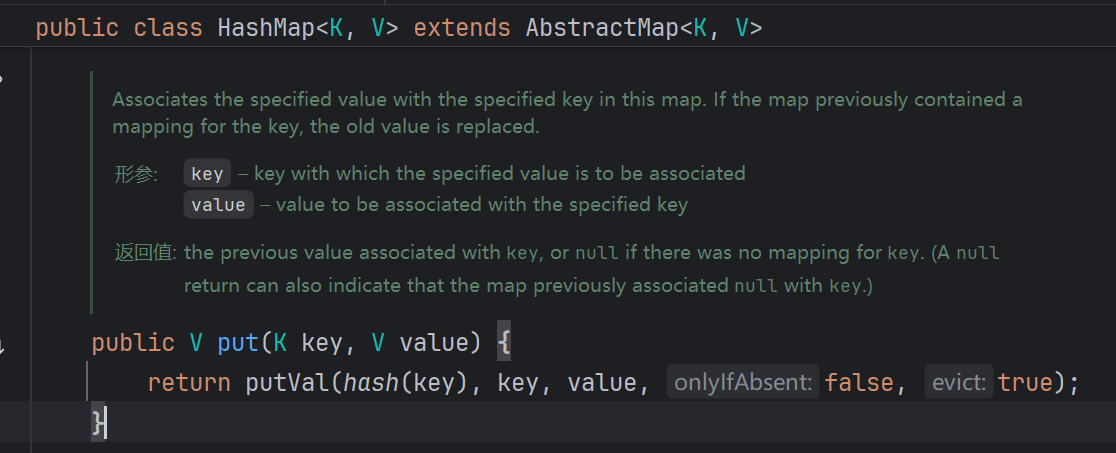 public class HashMap<K, V> extends AbstractMap<K, V>
Associates the specified value with the specified key in this map. If the map previously contained a
mapping for the key, the old value is replaced.
形参: key – key with which the specified value is to be associated
value – value to be associated with the specified key
返回值: the previous value associated with key, or null if there was no mapping for key. (A null
return can also indicate that the map previously associated null with key.)
public V put(K key, V value) {
return putVal(hash(key), key, value, onlyIfAbsent: false, evict: true);
}